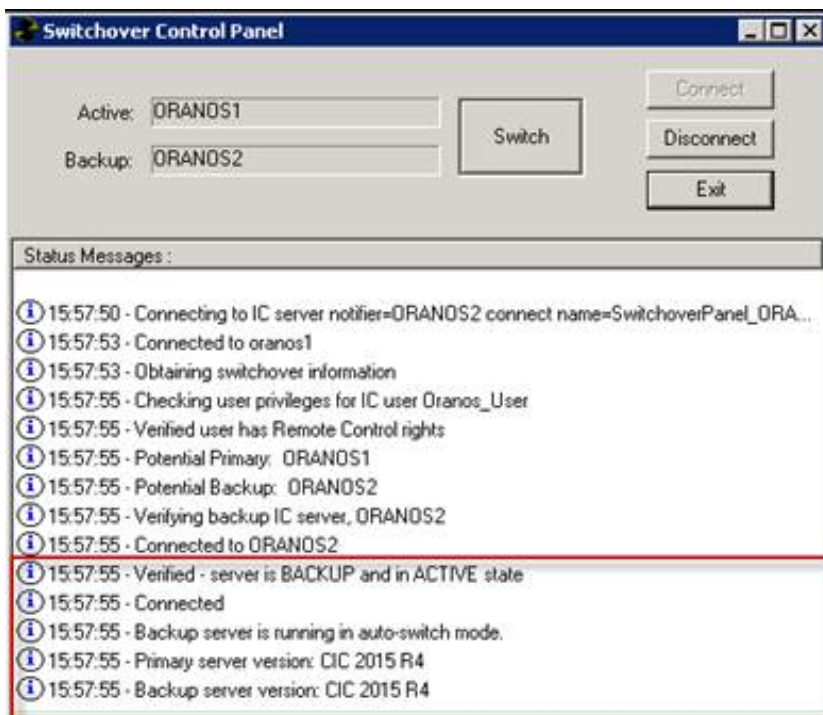 Switchover Control Panel
Connect
Active: ORANOS1
Switch
Disconnect
Backup: ORANOS2
Exit
Status Messages :
15:57:50 - Connecting to IC server notifier=ORANOS2 connect name=SwitchoverPanel_ORA...
15:57:53 - Connected to oranos1
15:57:53 - Obtaining switchover information
15:57:55 - Checking user privileges for IC user Oranos_User
15:57:55 - Verified user has Remote Control rights
15:57:55 - Potential Primary: ORANOS1
15:57:55 - Potential Backup: ORANOS2
15:57:55 - Verifying backup IC server, ORANOS2
15:57:55 - Connected to ORANOS2
15:57:55 - Verified - server is BACKUP and in ACTIVE state
15:57:55 - Connected
15:57:55 - Backup server is running in auto-switch mode.
15:57:55 - Primary server version: CIC 2015 R4
15:57:55 - Backup server version: CIC 2015 R4